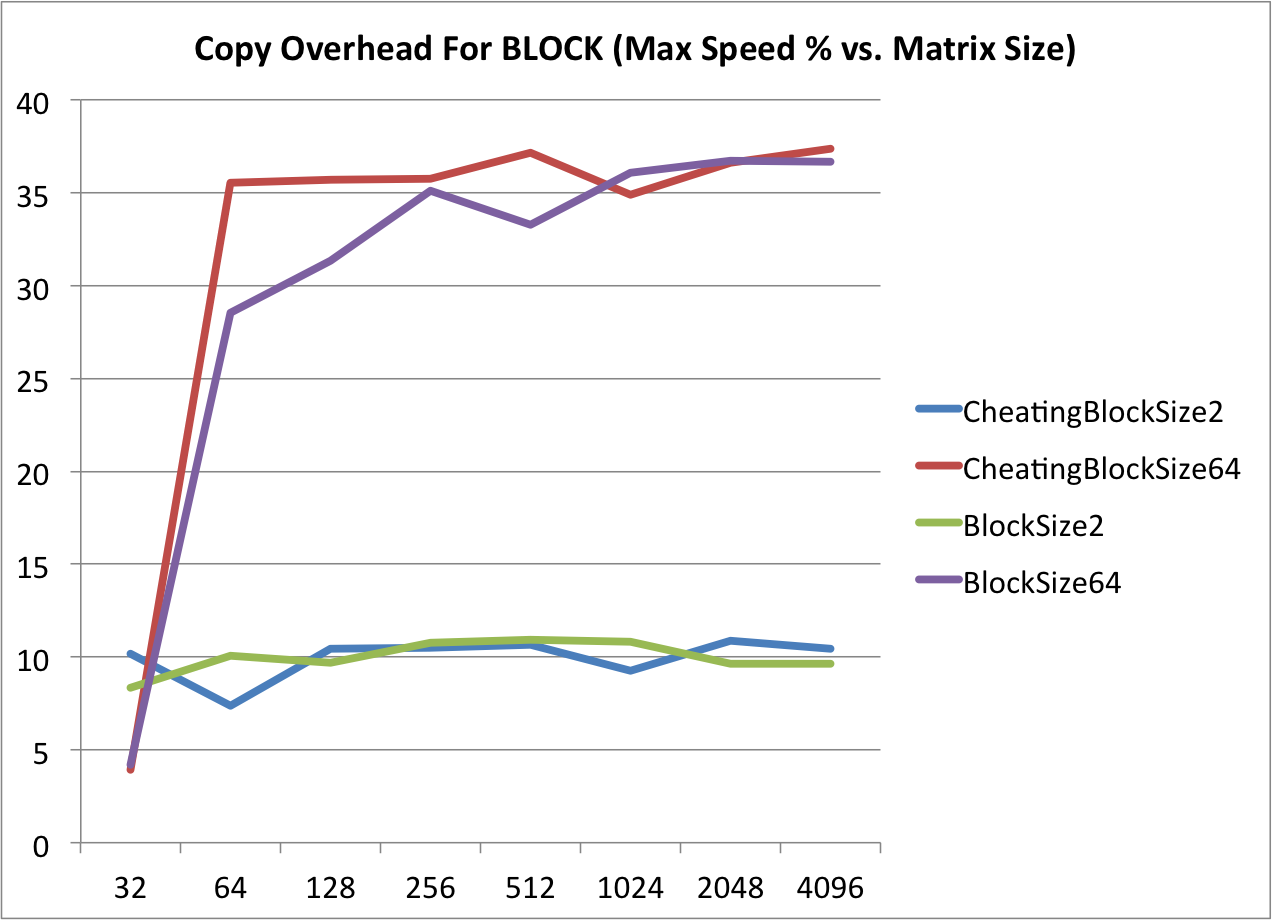 Copy Overhead For BLOCK (Max Speed % vs. Matrix Size)
40
35
30
25
20
15
10
5
0
32 64 128 256 512 1024 2048 4096
CheatingBlockSize2
CheatingBlockSize64
BlockSize2
BlockSize64